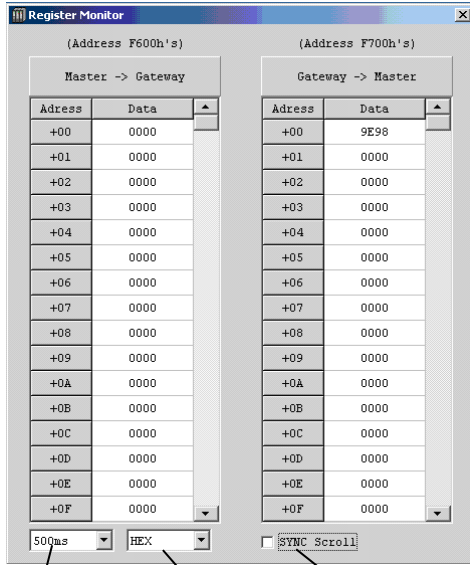 Register Monitor
(Address F600h's) (Address F700h's)
Master -> Gateway Gateway -> Master
Adress Data Adress Data
+00 0000 +00 9E98
+01 0000 +01 0000
+02 0000 +02 0000
+03 0000 +03 0000
+04 0000 +04 0000
+05 0000 +05 0000
+06 0000 +06 0000
+07 0000 +07 0000
+08 0000 +08 0000
+09 0000 +09 0000
+0A 0000 +0A 0000
+0B 0000 +0B 0000
+0C 0000 +0C 0000
+0D 0000 +0D 0000
+0E 0000 +0E 0000
+0F 0000 +0F 0000
500ms HEX SYNC Scroll